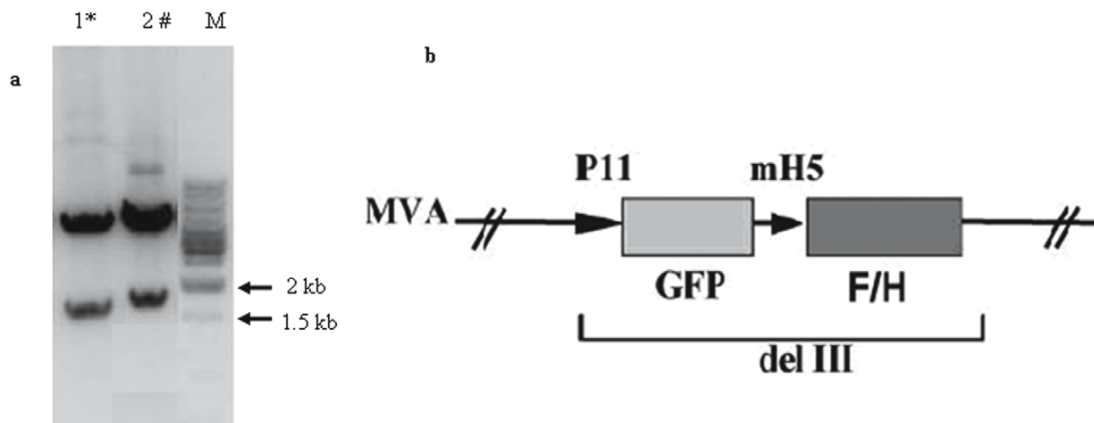 1* 2 # M
a
2 kb
1.5 kb
b
P11 mH5
MVA
GFP F/H
del III